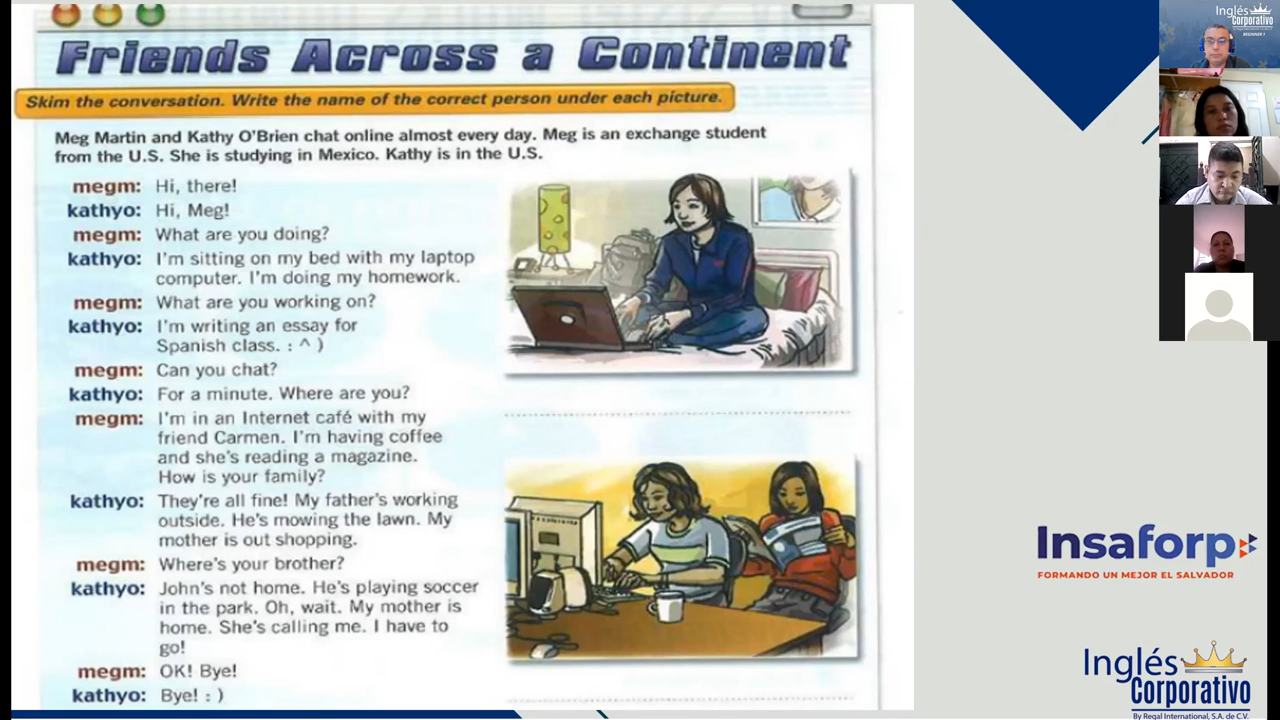 Friends Across a Continent
Skim the conversation. Write the name of the correct person under each picture.
Meg Martin and Kathy O'Brien chat online almost every day. Meg is an exchange student
from the U.S. She is studying in Mexico. Kathy is in the U.S.
megm: Hi, there!
kathyo: Hi, Meg!
megm: What are you doing?
kathyo: I'm sitting on my bed with my laptop
computer. I'm doing my homework.
megm: What are you working on?
kathyo: I'm writing an essay for
Spanish class. : ^ )
megm: Can you chat?
kathyo: For a minute. Where are you?
megm: I'm in an Internet café with my
friend Carmen. I'm having coffee
and she's reading a magazine.
How is your family?
kathyo: They're all fine! My father's working
outside. He's mowing the lawn. My
mother is out shopping.
megm: Where's your brother?
kathyo: John's not home. He's playing soccer
in the park. Oh, wait. My mother is
home. She's calling me. I have to
go!
megm: OK! Bye!
kathyo: Bye! : )
Inglés
Corporativo
BEGINNER 1
Insaforp
FORMANDO UN MEJOR EL SALVADOR
Inglés
Corporativo
By Regal International, S.A. de C.V.